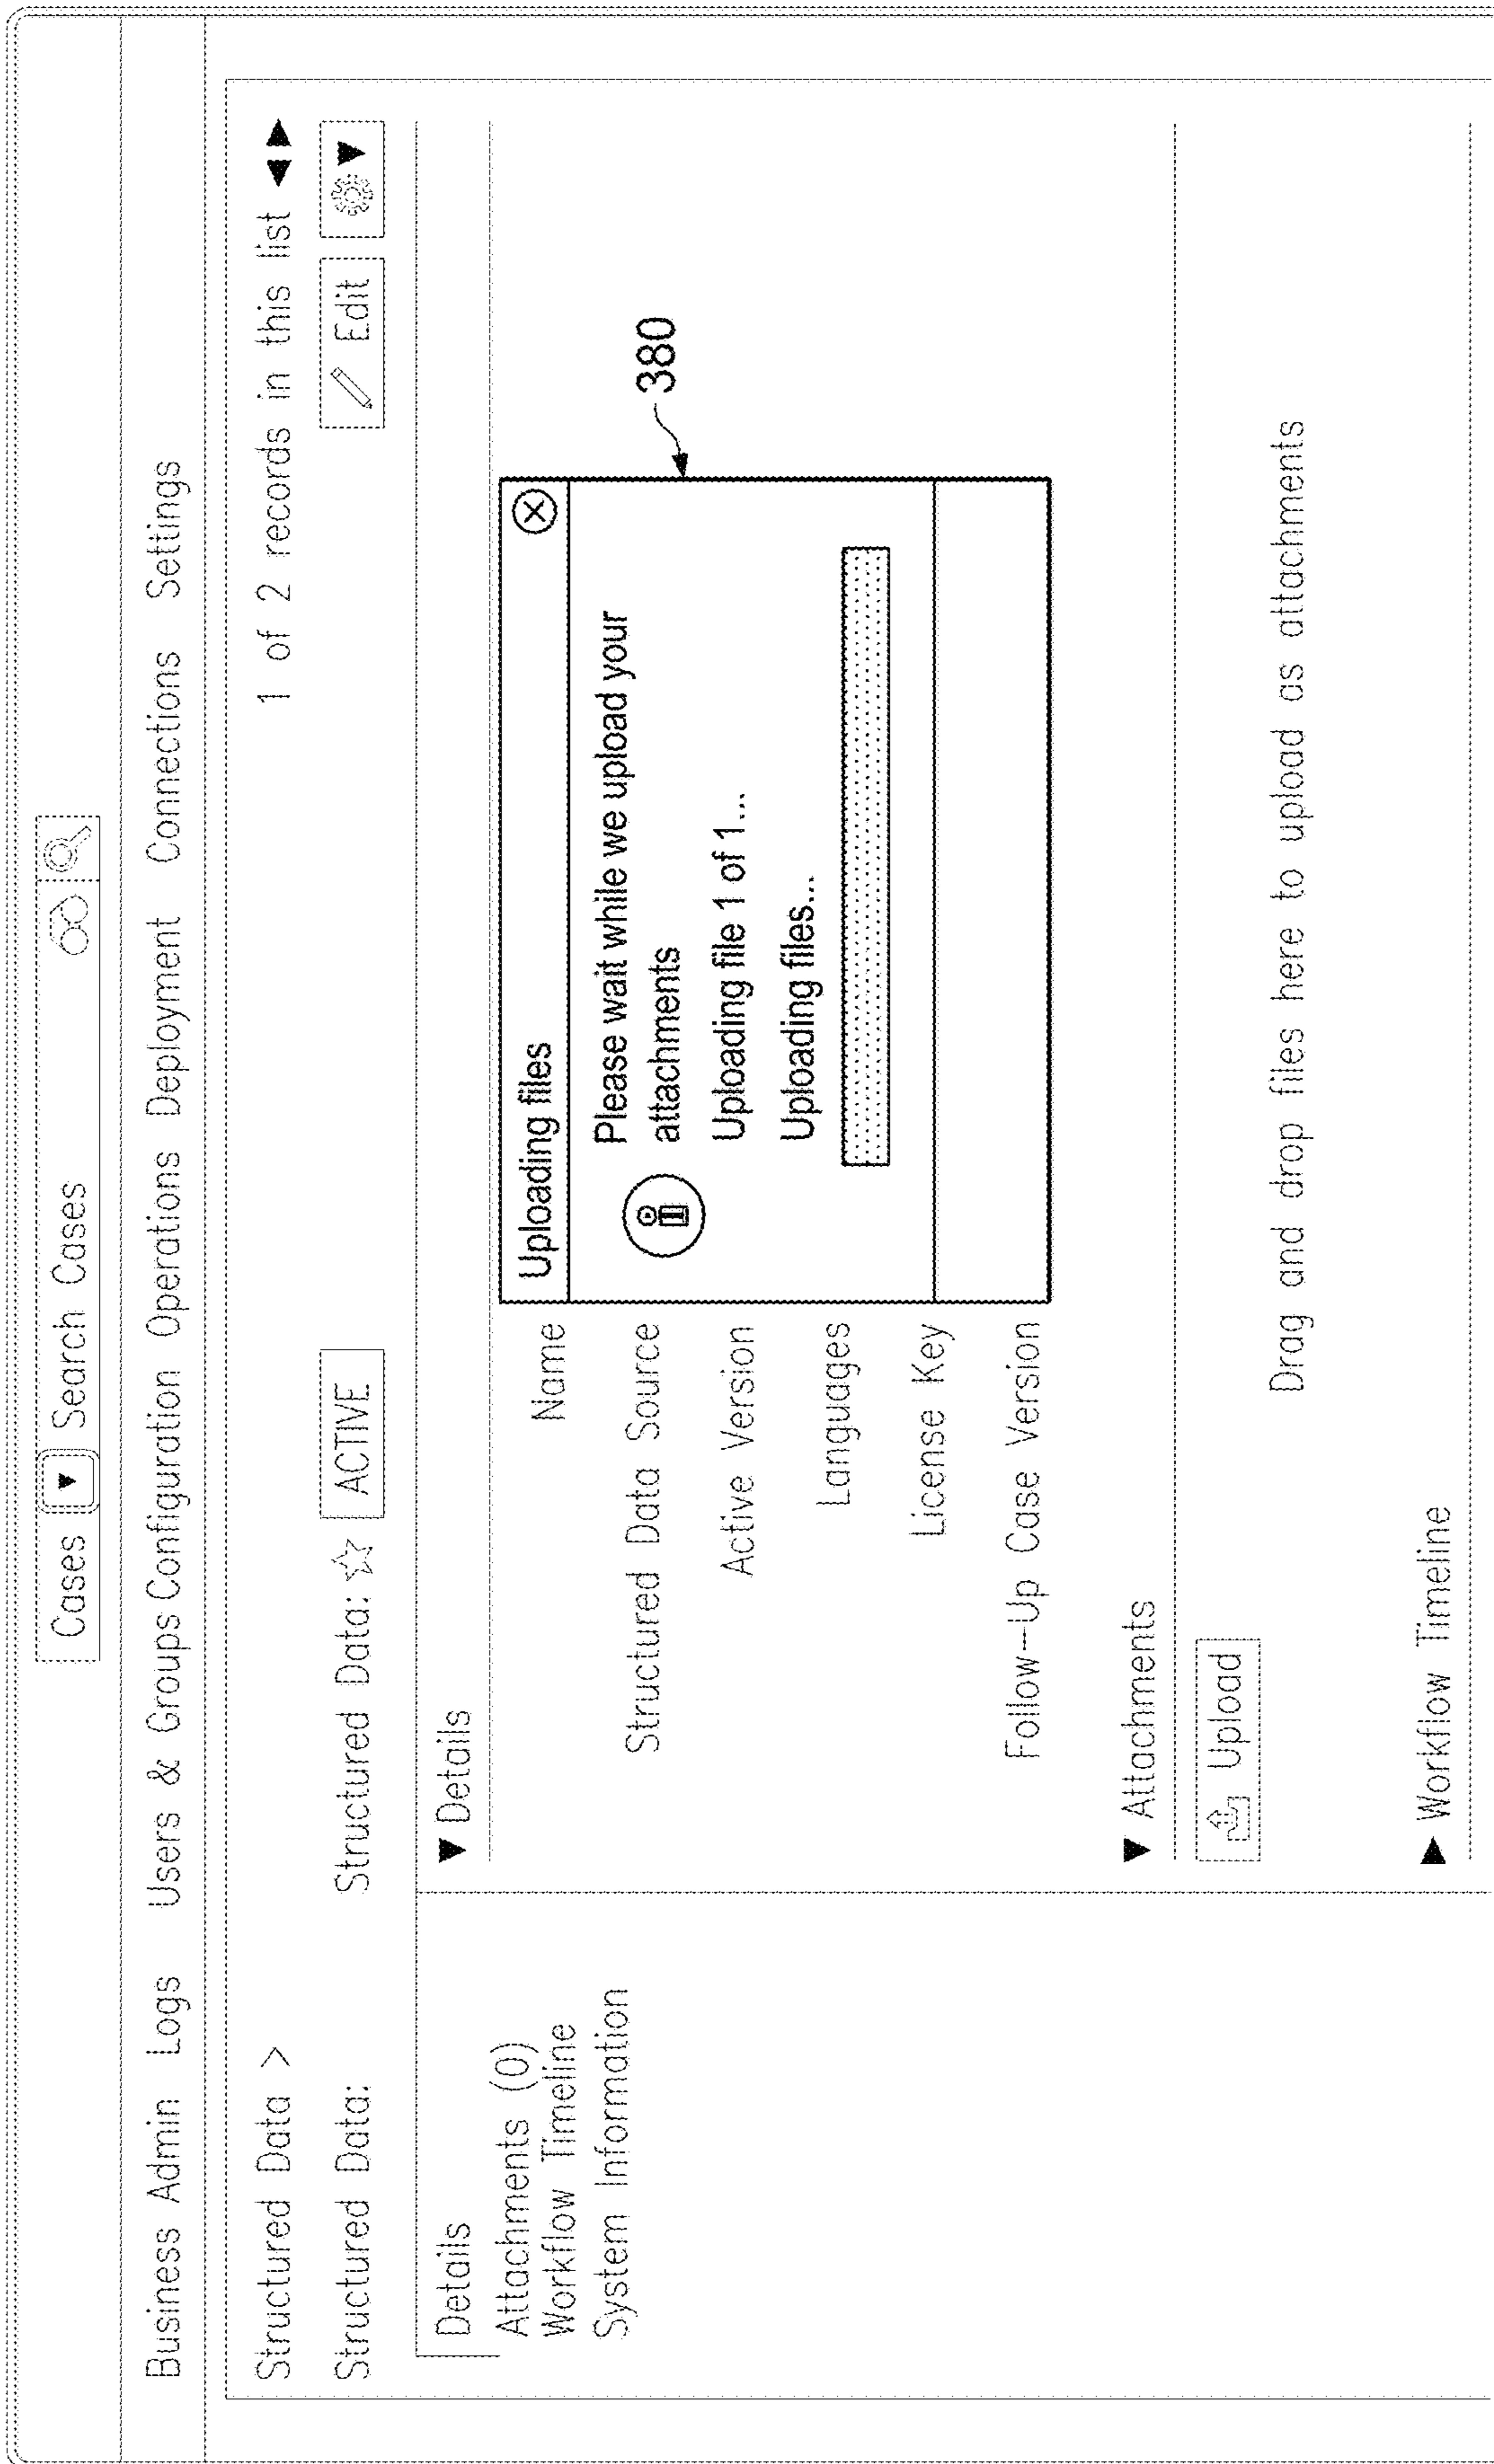 Cases ▼ Search Cases
Business Admin Logs Users & Groups Configuration Operations Deployment Connections Settings
Structured Data > 1 of 2 records in this list ◀▶
Structured Data: Structured Data: ☆ ACTIVE Edit ▼
Details
Attachments (0)
Workflow Timeline
System Information
▼ Details
Name
Structured Data Source
Active Version
Languages
License Key
Follow--Up Case Version
Uploading files
Please wait while we upload your
attachments
Uploading file 1 of 1...
Uploading files...
380
▼ Attachments
Upload
Drag and drop files here to upload as attachments
▶ Workflow Timeline